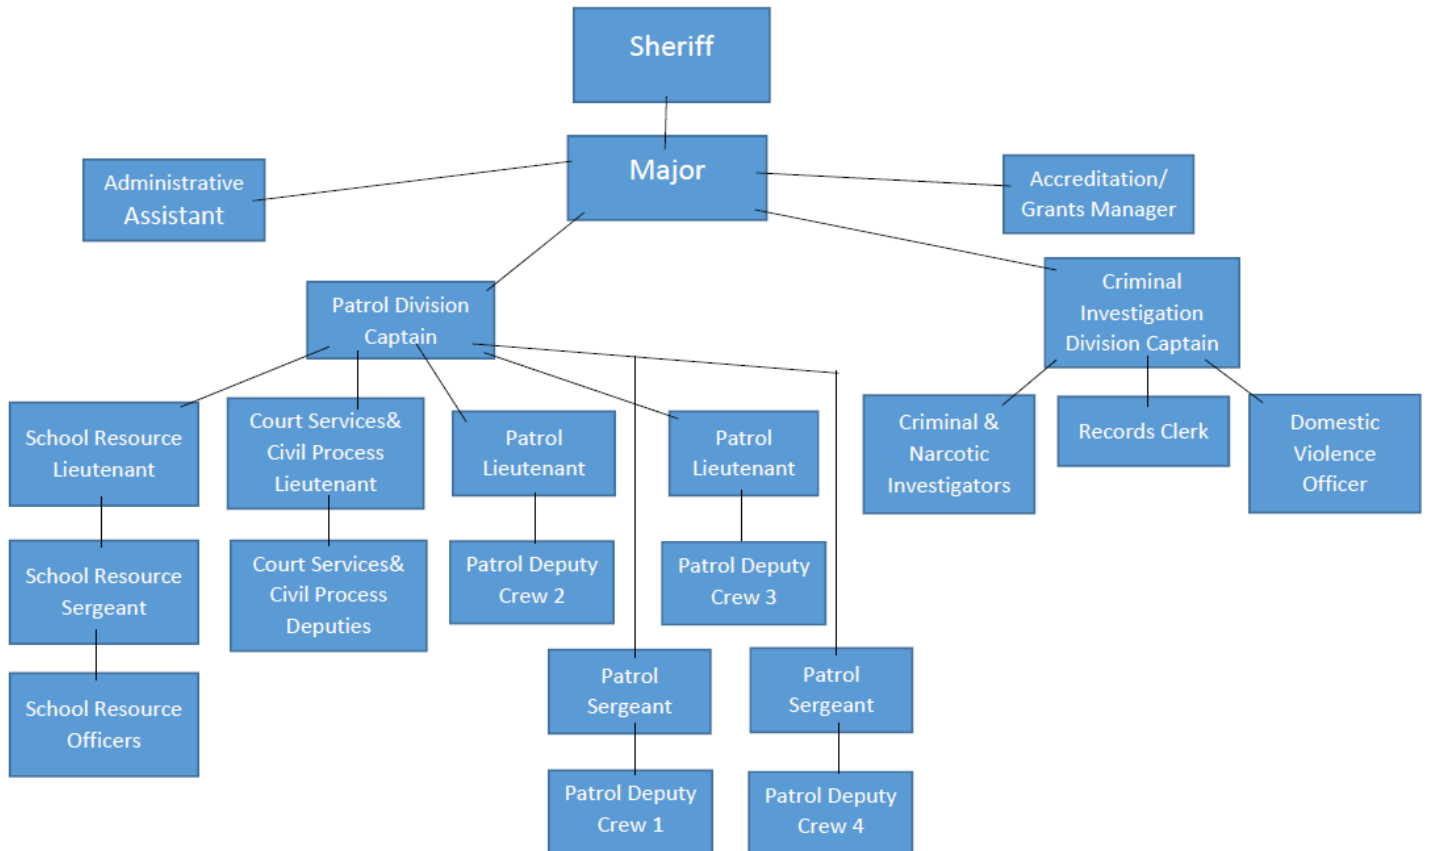 Sheriff
Major
Administrative
Assistant
Accreditation/
Grants Manager
Patrol Division
Captain
Criminal
Investigation
Division Captain
School Resource
Lieutenant
Court Services&
Civil Process
Lieutenant
Patrol
Lieutenant
Patrol
Lieutenant
Criminal &
Narcotic
Investigators
Records Clerk
Domestic
Violence
Officer
School Resource
Sergeant
Court Services&
Civil Process
Deputies
Patrol Deputy
Crew 2
Patrol Deputy
Crew 3
School Resource
Officers
Patrol
Sergeant
Patrol
Sergeant
Patrol Deputy
Crew 1
Patrol Deputy
Crew 4